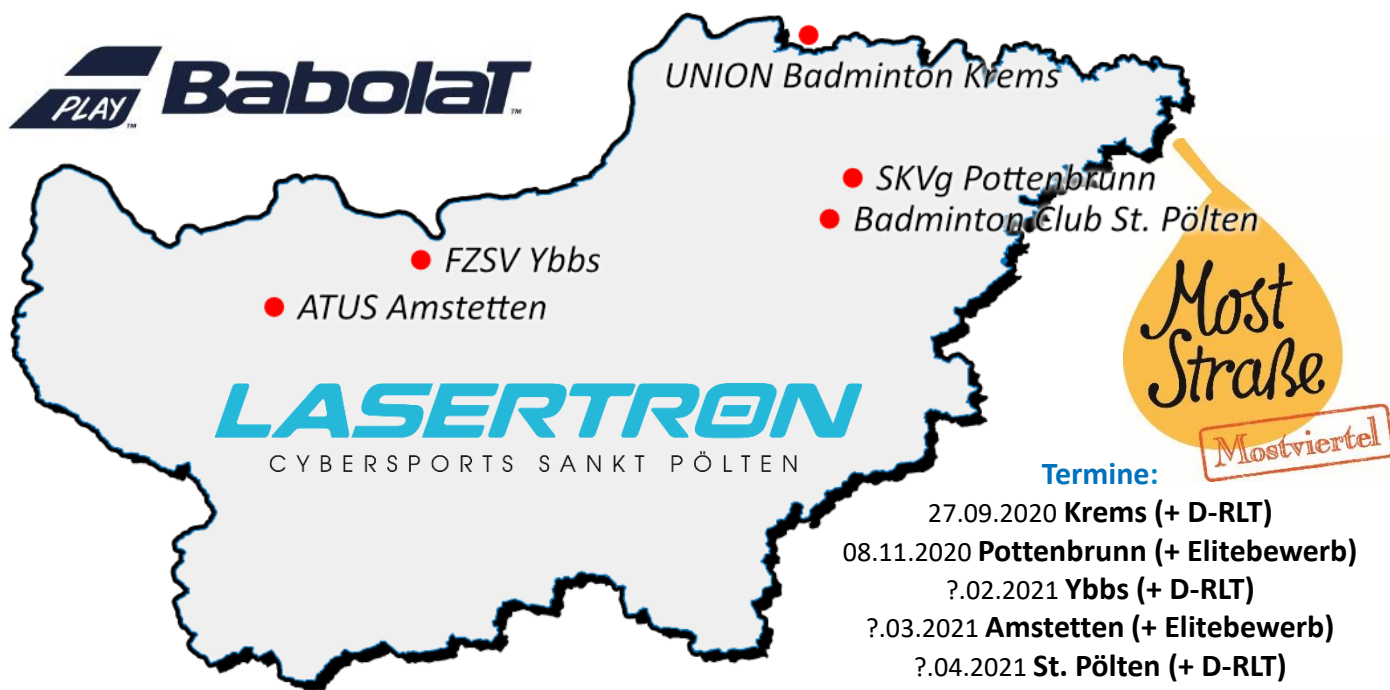 PLAY Babolat
UNION Badminton Krems
SKVg Pottenbrunn
Badminton Club St. Pölten
FZSV Ybbs
ATUS Amstetten
LASERTRON
CYBERSPORTS SANKT PÖLTEN
Most
Straße
Mostviertel
Termine:
27.09.2020 Krems (+ D-RLT)
08.11.2020 Pottenbrunn (+ Elitebewerb)
?.02.2021 Ybbs (+ D-RLT)
?.03.2021 Amstetten (+ Elitebewerb)
?.04.2021 St. Pölten (+ D-RLT)